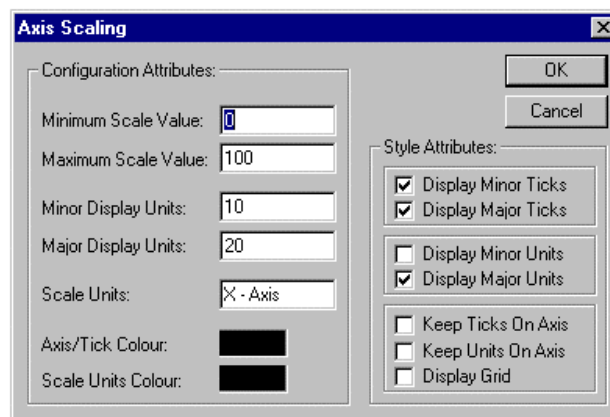 Axis Scaling
Configuration Attributes:
Minimum Scale Value: 0
Maximum Scale Value: 100
Minor Display Units: 10
Major Display Units: 20
Scale Units: X - Axis
Axis/Tick Colour:
Scale Units Colour:
OK
Cancel
Style Attributes:
Display Minor Ticks
Display Major Ticks
Display Minor Units
Display Major Units
Keep Ticks On Axis
Keep Units On Axis
Display Grid